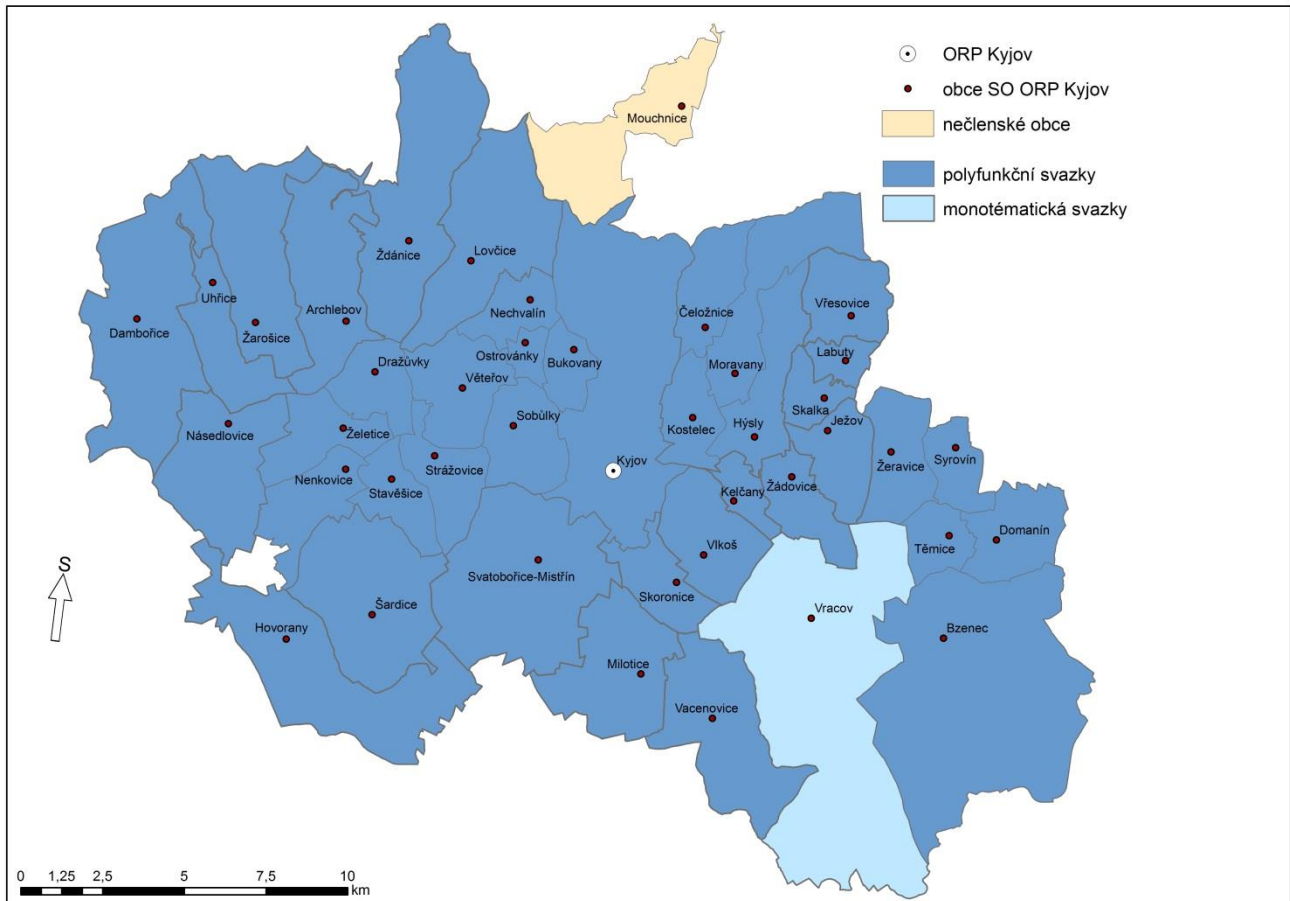 ORP Kyjov
obce SO ORP Kyjov
nečlenské obce
polyfunkční svazky
monotématická svazky
Mouchnice
Ždánice
Lovčice
Uhřice
Nechvalín
Vřesovice
Archlebov
Čeložnice
Dambořice
Žarošice
Ostrovánky
Bukovany
Labuty
Dražůvky
Moravany
Věteřov
Skalka
Sobůlky
Kostelec
Hýsly
Ježov
Násedlovice
Želetice
Strážovice
Kyjov
Žeravice
Syrovín
Nenkovice
Stavěšice
Kelčany
Žádovice
Vlkoš
Těmice
Domanín
Svatobořice-Mistřín
Skoronice
S
Šardice
Vracov
Hovorany
Bzenec
Milotice
Vacenovice
0 1,25 2,5 5 7,5 10
km